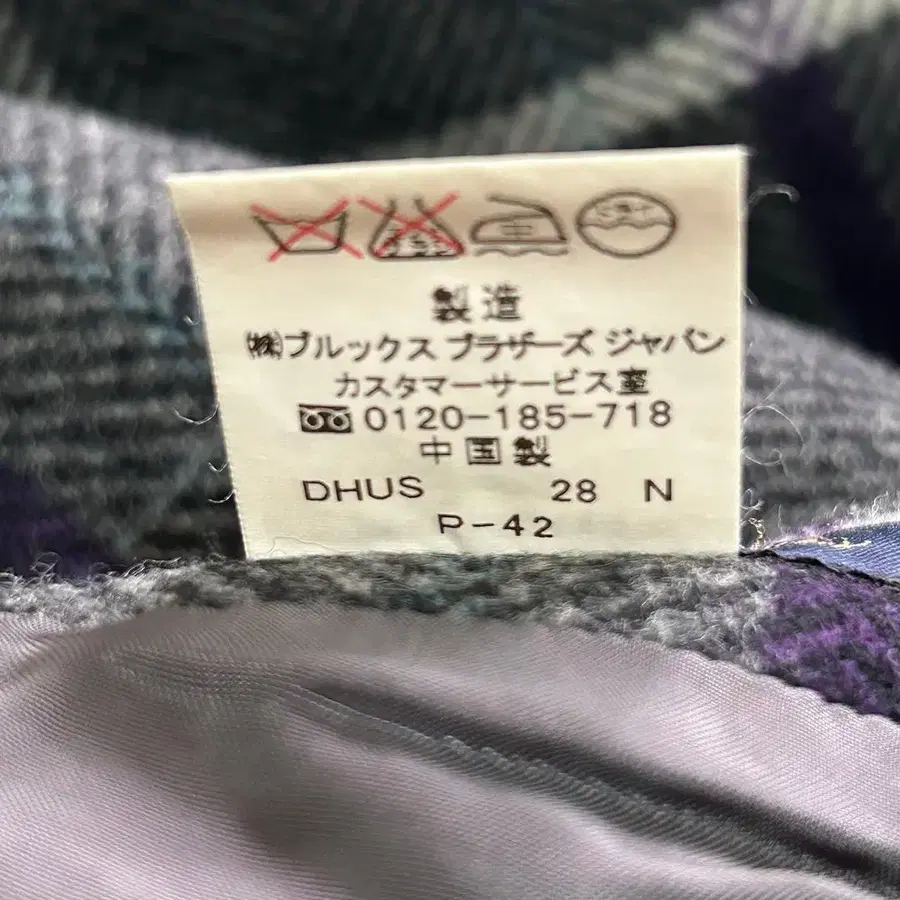 製造
㈱ブルックス ブラザーズ ジャパン
カスタマーサービス室
0120-185-718
中国製
DHUS 28 N
P-42